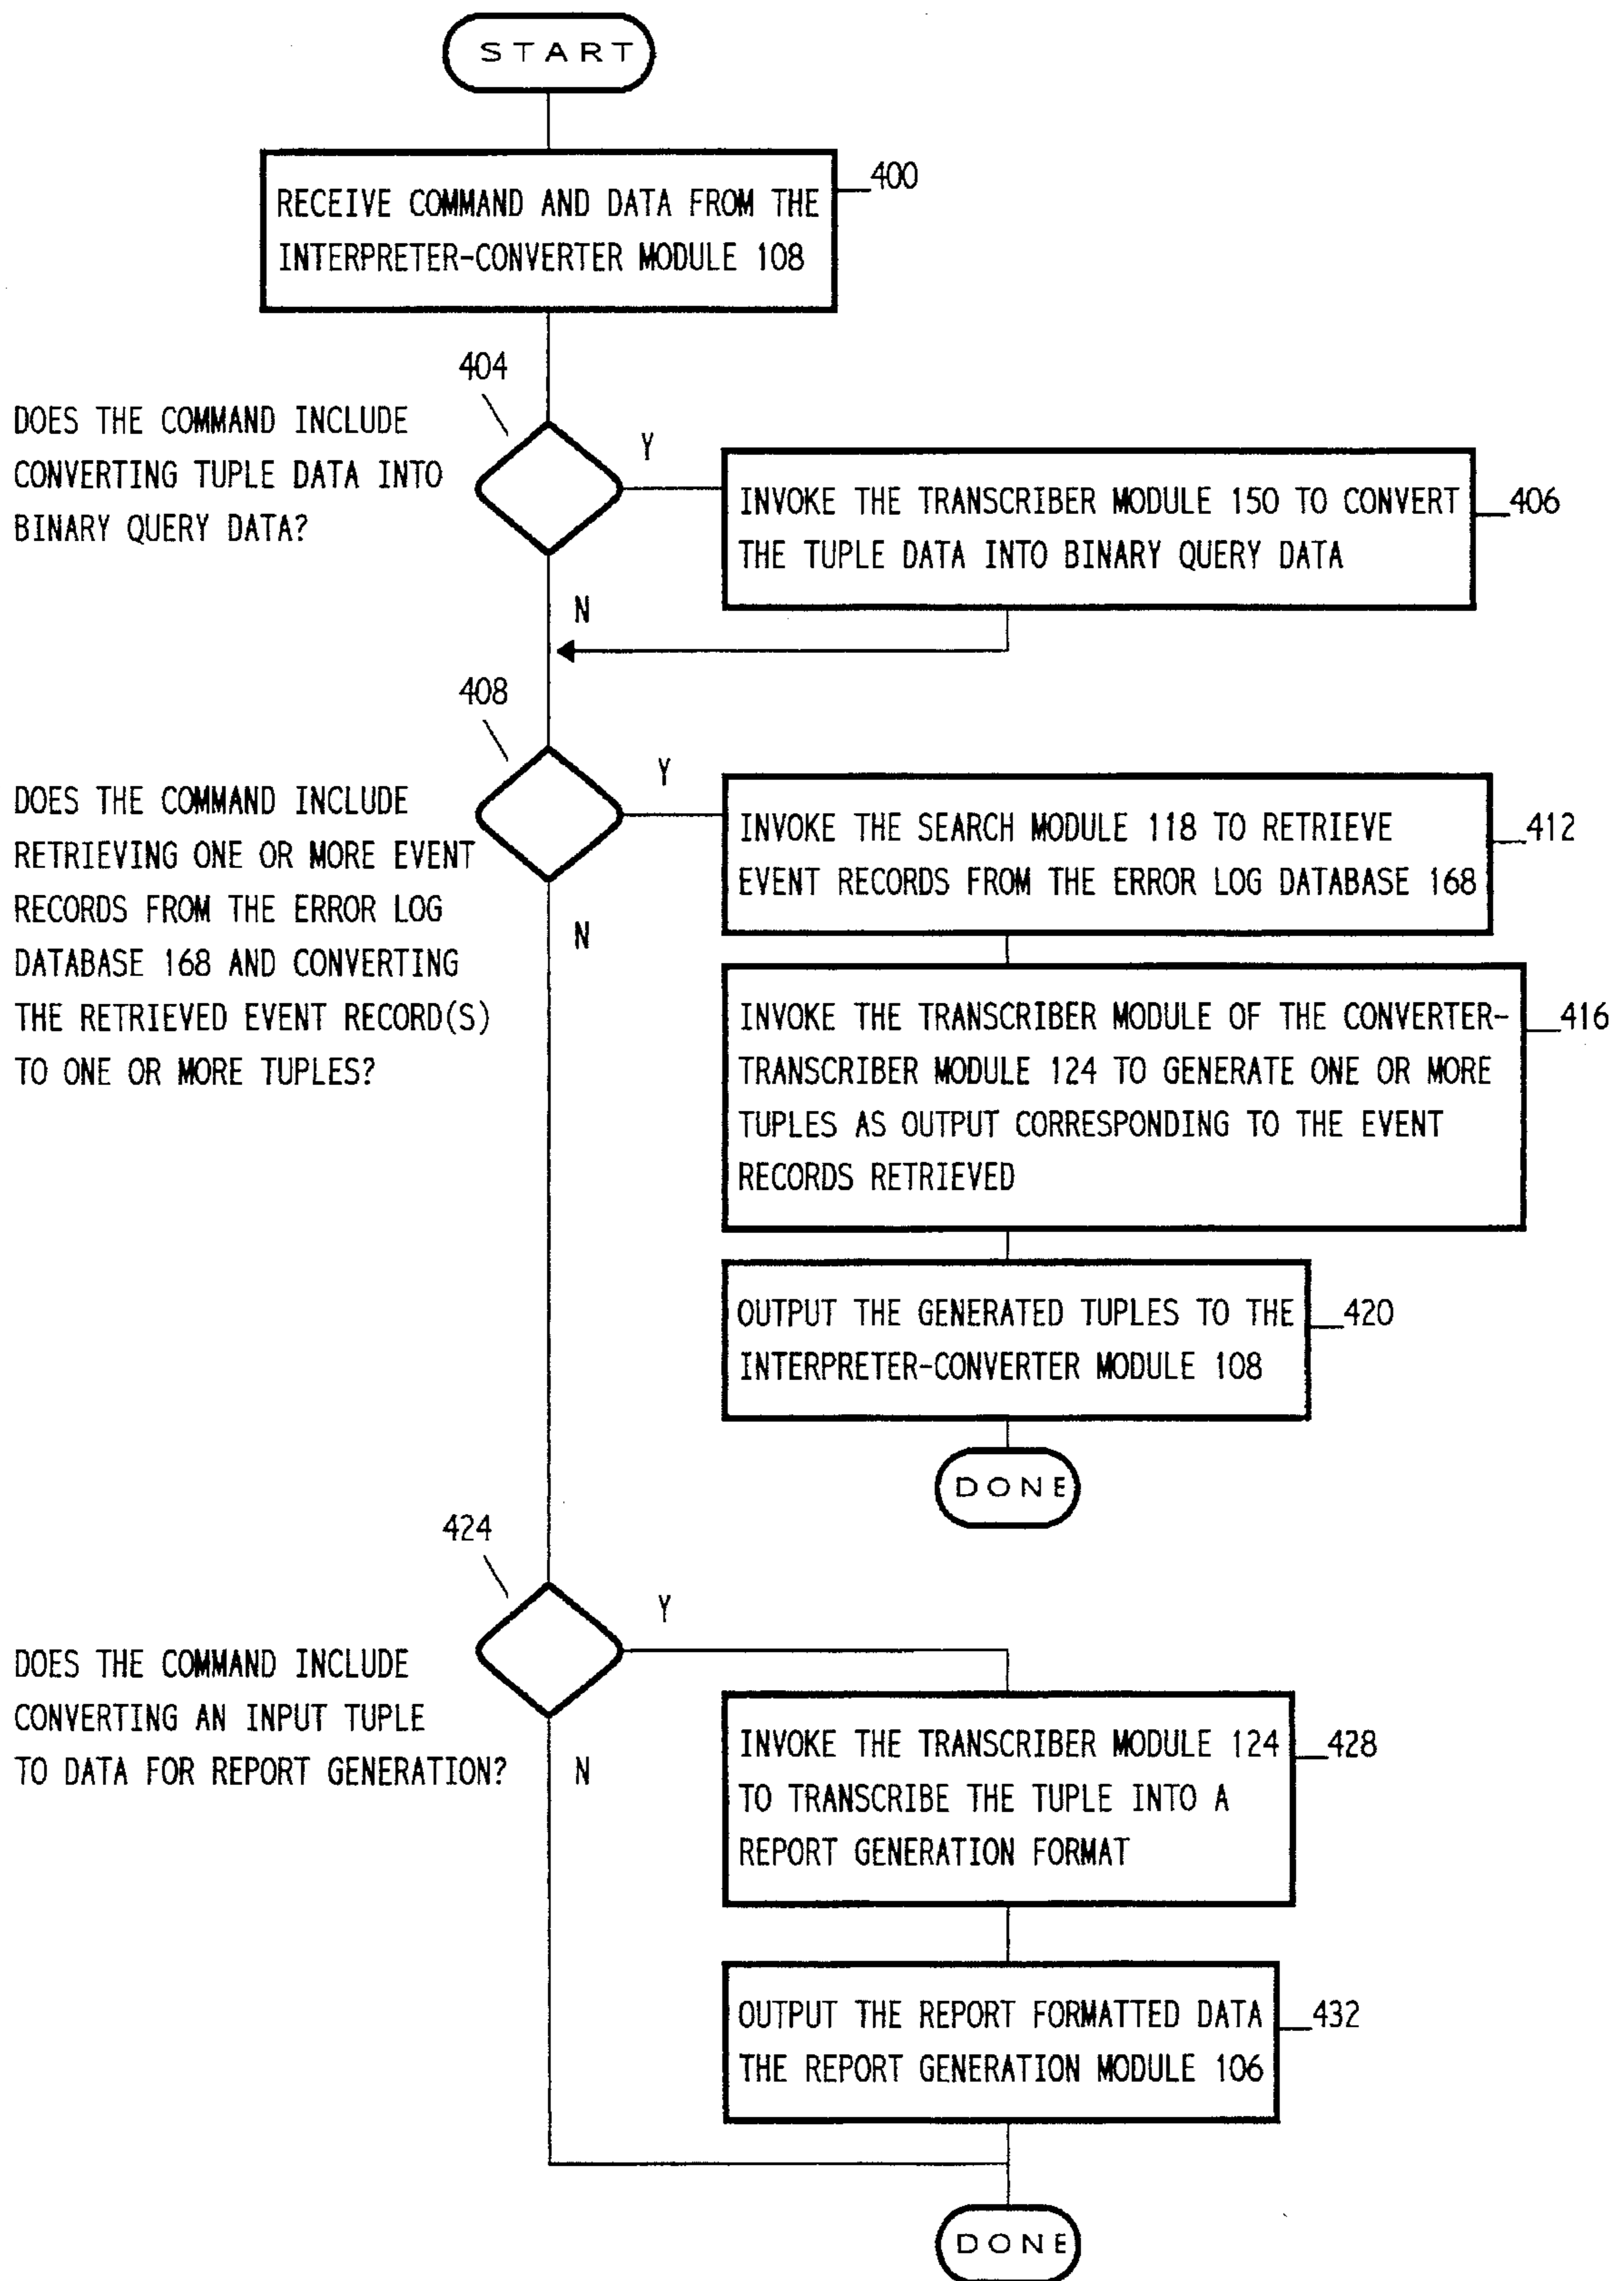 START
RECEIVE COMMAND AND DATA FROM THE
INTERPRETER-CONVERTER MODULE 108
400
404
DOES THE COMMAND INCLUDE
CONVERTING TUPLE DATA INTO
BINARY QUERY DATA?
Y
N
INVOKE THE TRANSCRIBER MODULE 150 TO CONVERT
THE TUPLE DATA INTO BINARY QUERY DATA
406
408
DOES THE COMMAND INCLUDE
RETRIEVING ONE OR MORE EVENT
RECORDS FROM THE ERROR LOG
DATABASE 168 AND CONVERTING
THE RETRIEVED EVENT RECORD(S)
TO ONE OR MORE TUPLES?
Y
N
INVOKE THE SEARCH MODULE 118 TO RETRIEVE
EVENT RECORDS FROM THE ERROR LOG DATABASE 168
412
INVOKE THE TRANSCRIBER MODULE OF THE CONVERTER-
TRANSCRIBER MODULE 124 TO GENERATE ONE OR MORE
TUPLES AS OUTPUT CORRESPONDING TO THE EVENT
RECORDS RETRIEVED
416
OUTPUT THE GENERATED TUPLES TO THE
INTERPRETER-CONVERTER MODULE 108
420
DONE
424
DOES THE COMMAND INCLUDE
CONVERTING AN INPUT TUPLE
TO DATA FOR REPORT GENERATION?
Y
N
INVOKE THE TRANSCRIBER MODULE 124
TO TRANSCRIBE THE TUPLE INTO A
REPORT GENERATION FORMAT
428
OUTPUT THE REPORT FORMATTED DATA
THE REPORT GENERATION MODULE 106
432
DONE